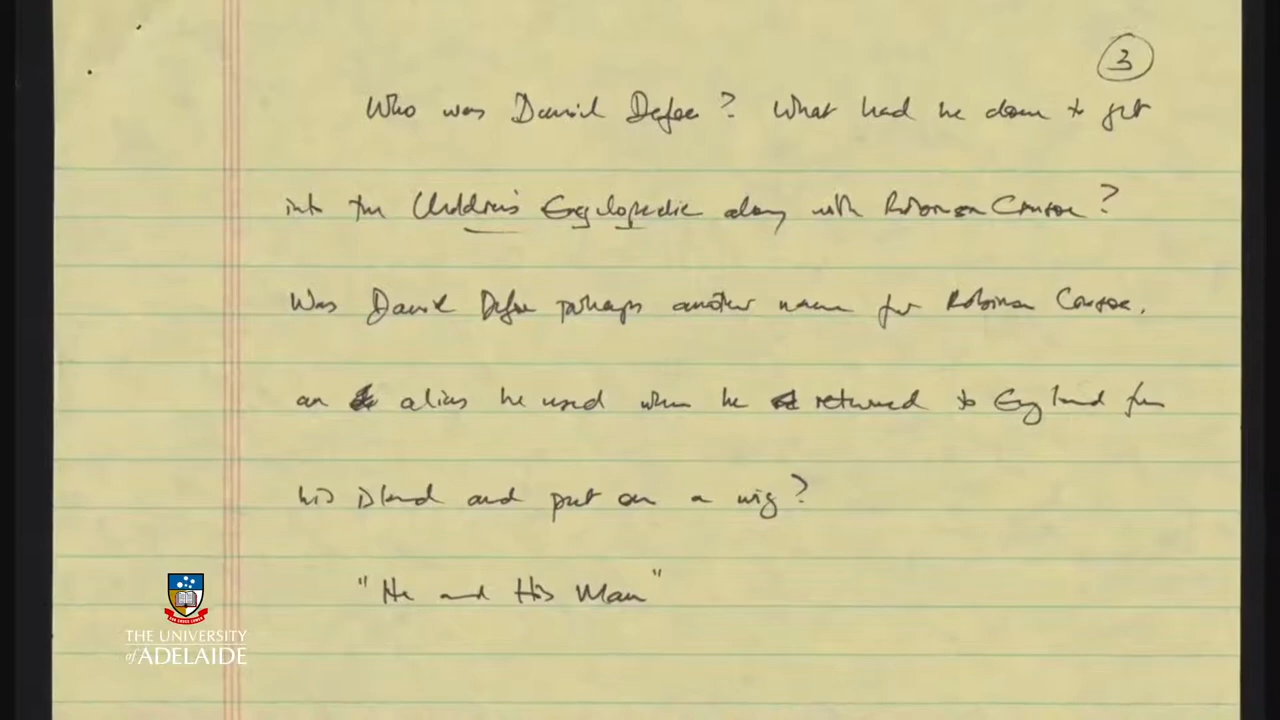 3
Who was Daniel Defoe? What had he done to get
into the Children's Encyclopedia along with Robinson Crusoe?
Was Daniel Defoe perhaps another name for Robinson Crusoe,
an alias he used when he returned to England from
his island and put on a wig?
"He and His Man"
THE UNIVERSITY
of ADELAIDE